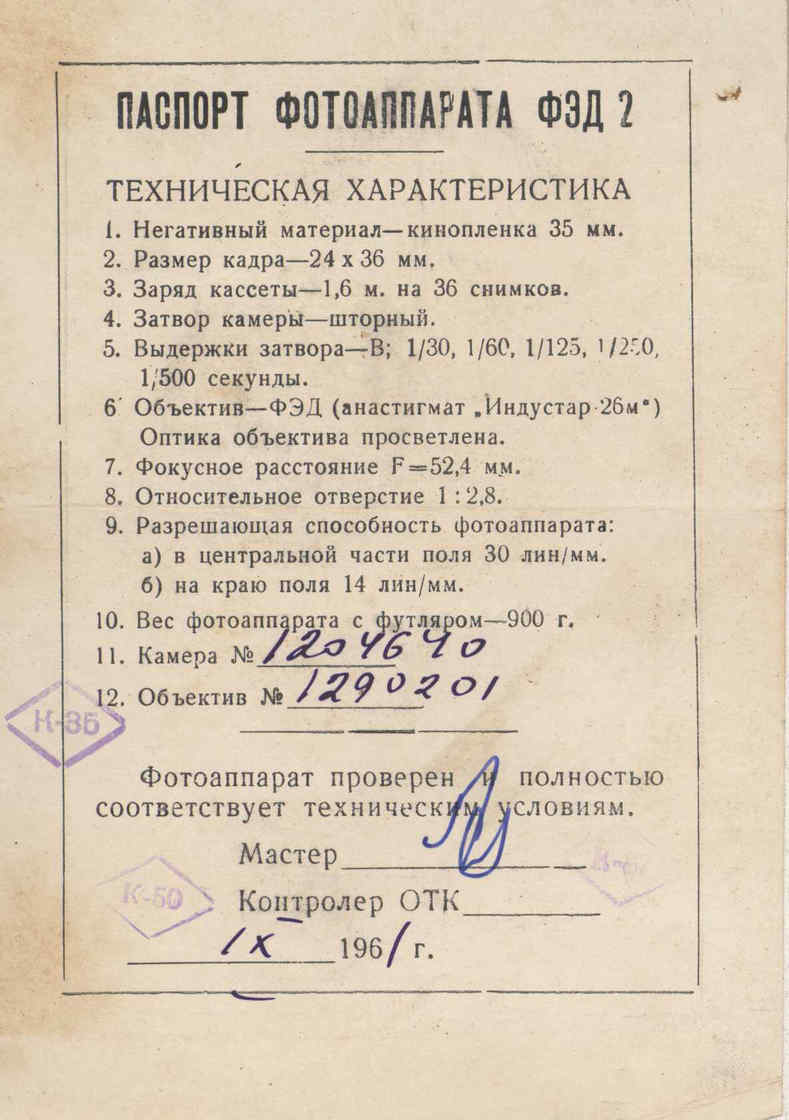 ПАСПОРТ ФОТОАППАРАТА ФЭД 2
ТЕХНИЧЕСКАЯ ХАРАКТЕРИСТИКА
1. Негативный материал—кинопленка 35 мм.
2. Размер кадра—24 x 36 мм.
3. Заряд кассеты—1,6 м. на 36 снимков.
4. Затвор камеры—шторный.
5. Выдержки затвора—В; 1/30, 1/60, 1/125, 1/250,
1/500 секунды.
6 Объектив—ФЭД (анастигмат „Индустар-26м“)
Оптика объектива просветлена.
7. Фокусное расстояние F=52,4 мм.
8. Относительное отверстие 1 : 2,8.
9. Разрешающая способность фотоаппарата:
а) в центральной части поля 30 лин/мм.
б) на краю поля 14 лин/мм.
10. Вес фотоаппарата с футляром—900 г.
11. Камера № 1204640
12. Объектив № 1290201
К-35
Фотоаппарат проверен и полностью
соответствует техническим условиям.
Мастер
К-50
Контролер ОТК
IX 1961 г.